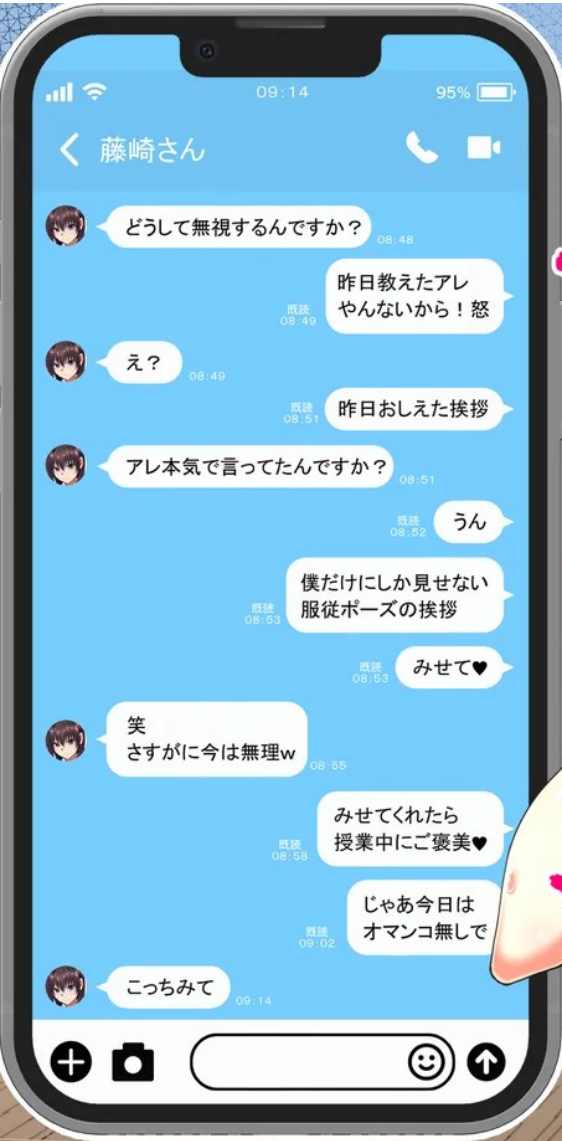 09:14
95%
藤崎さん
どうして無視するんですか？
08:48
昨日教えたアレ
やんないから！怒
既読
08:49
え？
08:49
昨日おしえた挨拶
既読
08:51
アレ本気で言ってたんですか？
08:51
うん
既読
08:52
僕だけにしか見せない
服従ポーズの挨拶
既読
08:53
みせて♥
既読
08:53
笑
さすがに今は無理w
08:55
みせてくれたら
授業中にご褒美♥
既読
08:58
じゃあ今日は
オマンコ無しで
既読
09:02
こっちみて
09:14